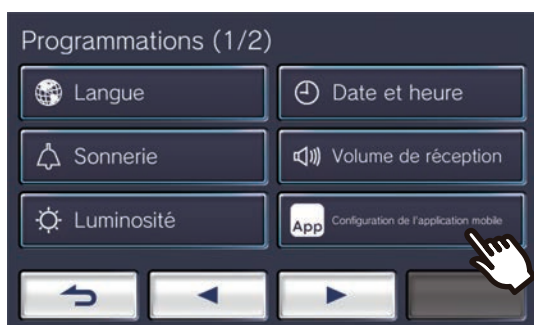 Programmations (1/2)
Langue
Date et heure
Sonnerie
Volume de réception
Luminosité
App Configuration de l'application mobile